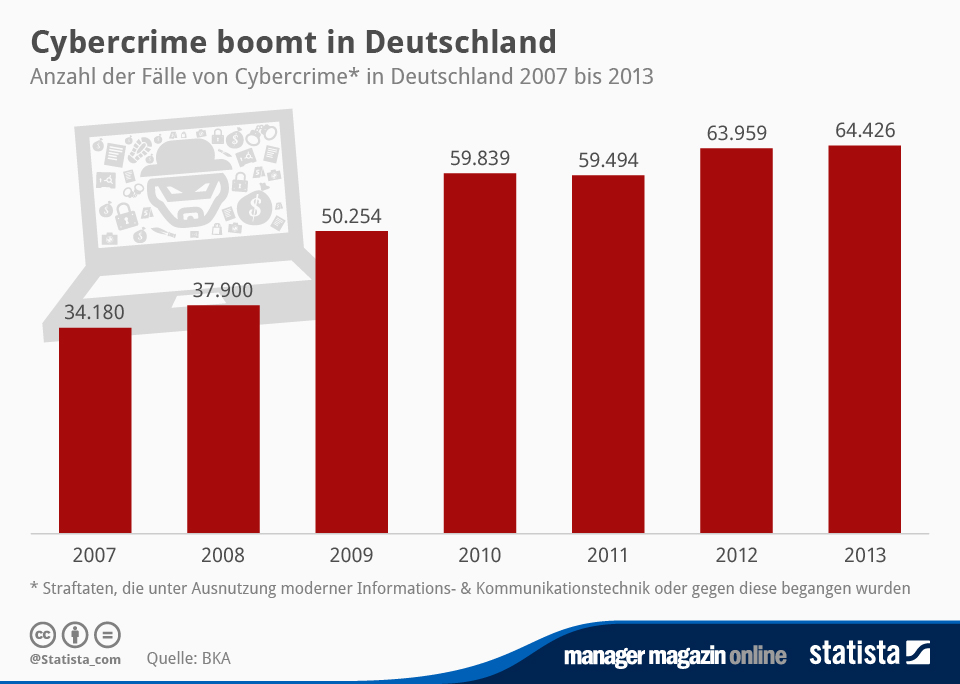 Cybercrime boomt in Deutschland
Anzahl der Fälle von Cybercrime* in Deutschland 2007 bis 2013
34.180
37.900
50.254
59.839
59.494
63.959
64.426
2007 2008 2009 2010 2011 2012 2013
* Straftaten, die unter Ausnutzung moderner Informations- & Kommunikationstechnik oder gegen diese begangen wurden
cc
@Statista_com
Quelle: BKA
manager magazin online
statista